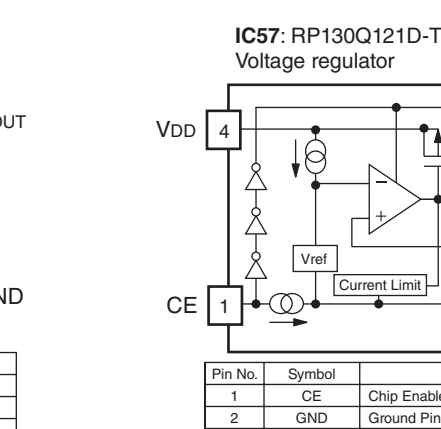 IC57: RP130Q121D-T
Voltage regulator
OUT
VDD
4
Vref
Current Limit
ND
CE
1
Pin No. Symbol
1 CE Chip Enable
2 GND Ground Pin